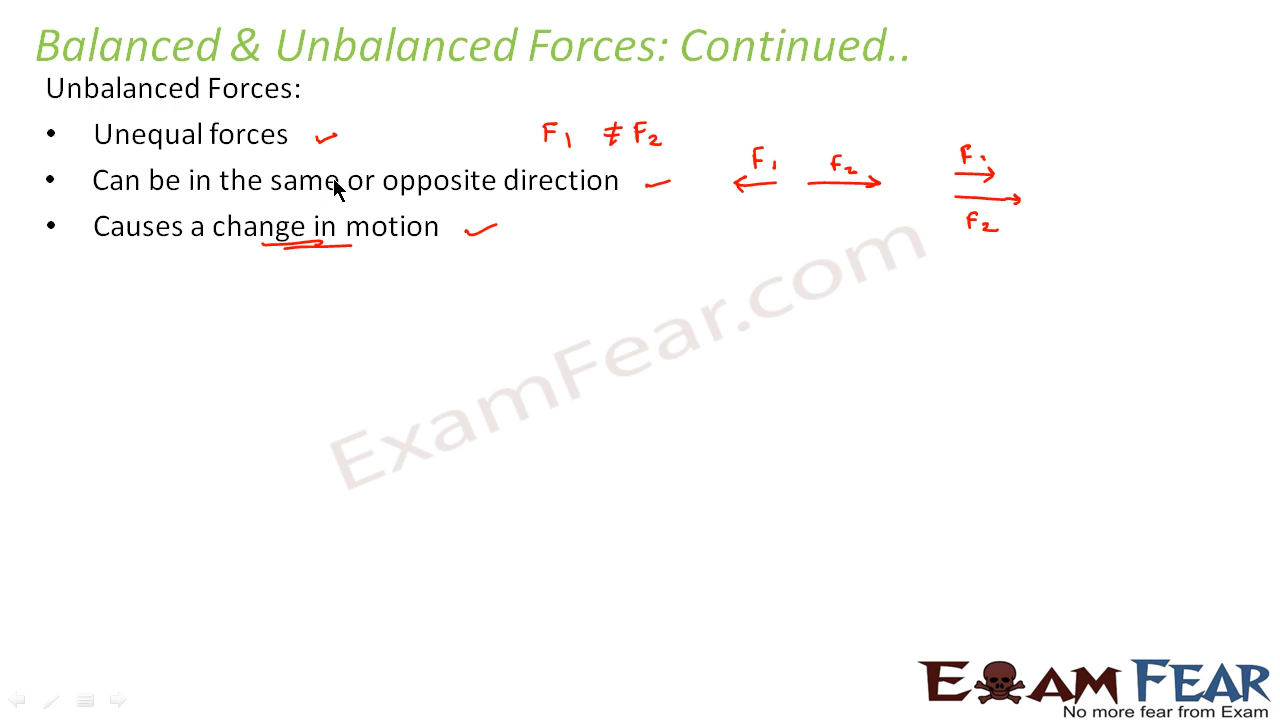 Balanced & Unbalanced Forces: Continued..
Unbalanced Forces:
• Unequal forces F₁ ≠ F₂
• Can be in the same or opposite direction F₁ F₂ F₁ F₂
• Causes a change in motion
ExamFear.com
EXAM FEAR
No more fear from Exam